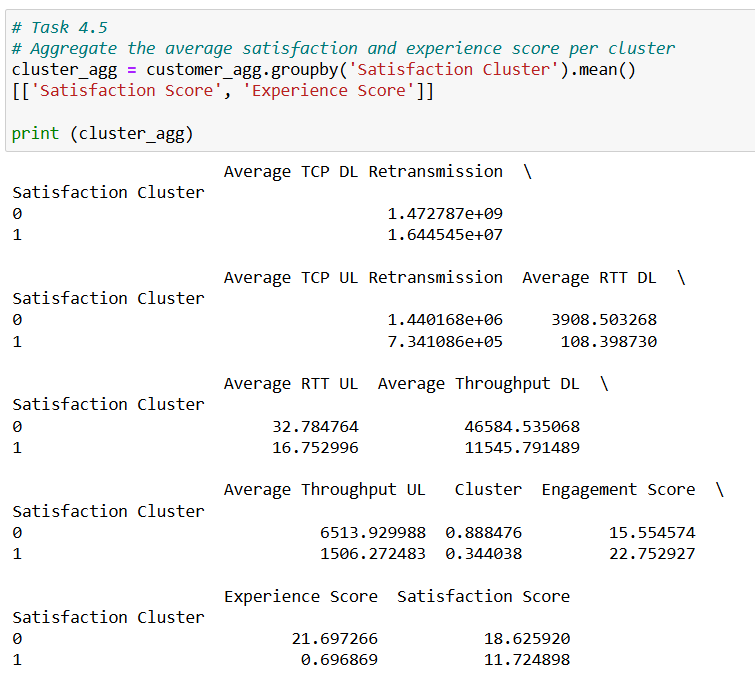 # Task 4.5
# Aggregate the average satisfaction and experience score per cluster
cluster_agg = customer_agg.groupby('Satisfaction Cluster').mean()
[['Satisfaction Score', 'Experience Score']]
print (cluster_agg)
Average TCP DL Retransmission \
Satisfaction Cluster
0 1.472787e+09
1 1.644545e+07
Average TCP UL Retransmission Average RTT DL \
Satisfaction Cluster
0 1.440168e+06 3908.503268
1 7.341086e+05 108.398730
Average RTT UL Average Throughput DL \
Satisfaction Cluster
0 32.784764 46584.535068
1 16.752996 11545.791489
Average Throughput UL Cluster Engagement Score \
Satisfaction Cluster
0 6513.929988 0.888476 15.554574
1 1506.272483 0.344038 22.752927
Experience Score Satisfaction Score
Satisfaction Cluster
0 21.697266 18.625920
1 0.696869 11.724898